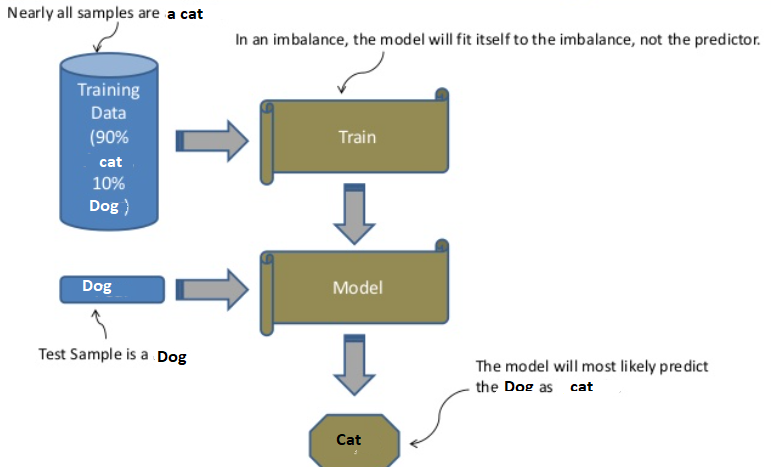 Nearly all samples are a cat
In an imbalance, the model will fit itself to the imbalance, not the predictor.
Training
Data
(90%
cat
10%
Dog )
Train
Dog
Model
Test Sample is a Dog
The model will most likely predict
the Dog as cat
Cat